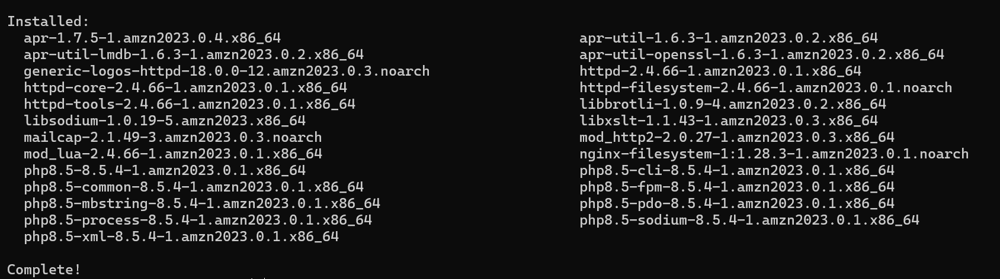 Installed:
apr-1.7.5-1.amzn2023.0.4.x86_64 apr-util-1.6.3-1.amzn2023.0.2.x86_64
apr-util-lmdb-1.6.3-1.amzn2023.0.2.x86_64 apr-util-openssl-1.6.3-1.amzn2023.0.2.x86_64
generic-logos-httpd-18.0.0-12.amzn2023.0.3.noarch httpd-2.4.66-1.amzn2023.0.1.x86_64
httpd-core-2.4.66-1.amzn2023.0.1.x86_64 httpd-filesystem-2.4.66-1.amzn2023.0.1.noarch
httpd-tools-2.4.66-1.amzn2023.0.1.x86_64 libbrotli-1.0.9-4.amzn2023.0.2.x86_64
libsodium-1.0.19-5.amzn2023.x86_64 libxslt-1.1.43-1.amzn2023.0.3.x86_64
mailcap-2.1.49-3.amzn2023.0.3.noarch mod_http2-2.0.27-1.amzn2023.0.3.x86_64
mod_lua-2.4.66-1.amzn2023.0.1.x86_64 nginx-filesystem-1:1.28.3-1.amzn2023.0.1.noarch
php8.5-8.5.4-1.amzn2023.0.1.x86_64 php8.5-cli-8.5.4-1.amzn2023.0.1.x86_64
php8.5-common-8.5.4-1.amzn2023.0.1.x86_64 php8.5-fpm-8.5.4-1.amzn2023.0.1.x86_64
php8.5-mbstring-8.5.4-1.amzn2023.0.1.x86_64 php8.5-pdo-8.5.4-1.amzn2023.0.1.x86_64
php8.5-process-8.5.4-1.amzn2023.0.1.x86_64 php8.5-sodium-8.5.4-1.amzn2023.0.1.x86_64
php8.5-xml-8.5.4-1.amzn2023.0.1.x86_64
Complete!